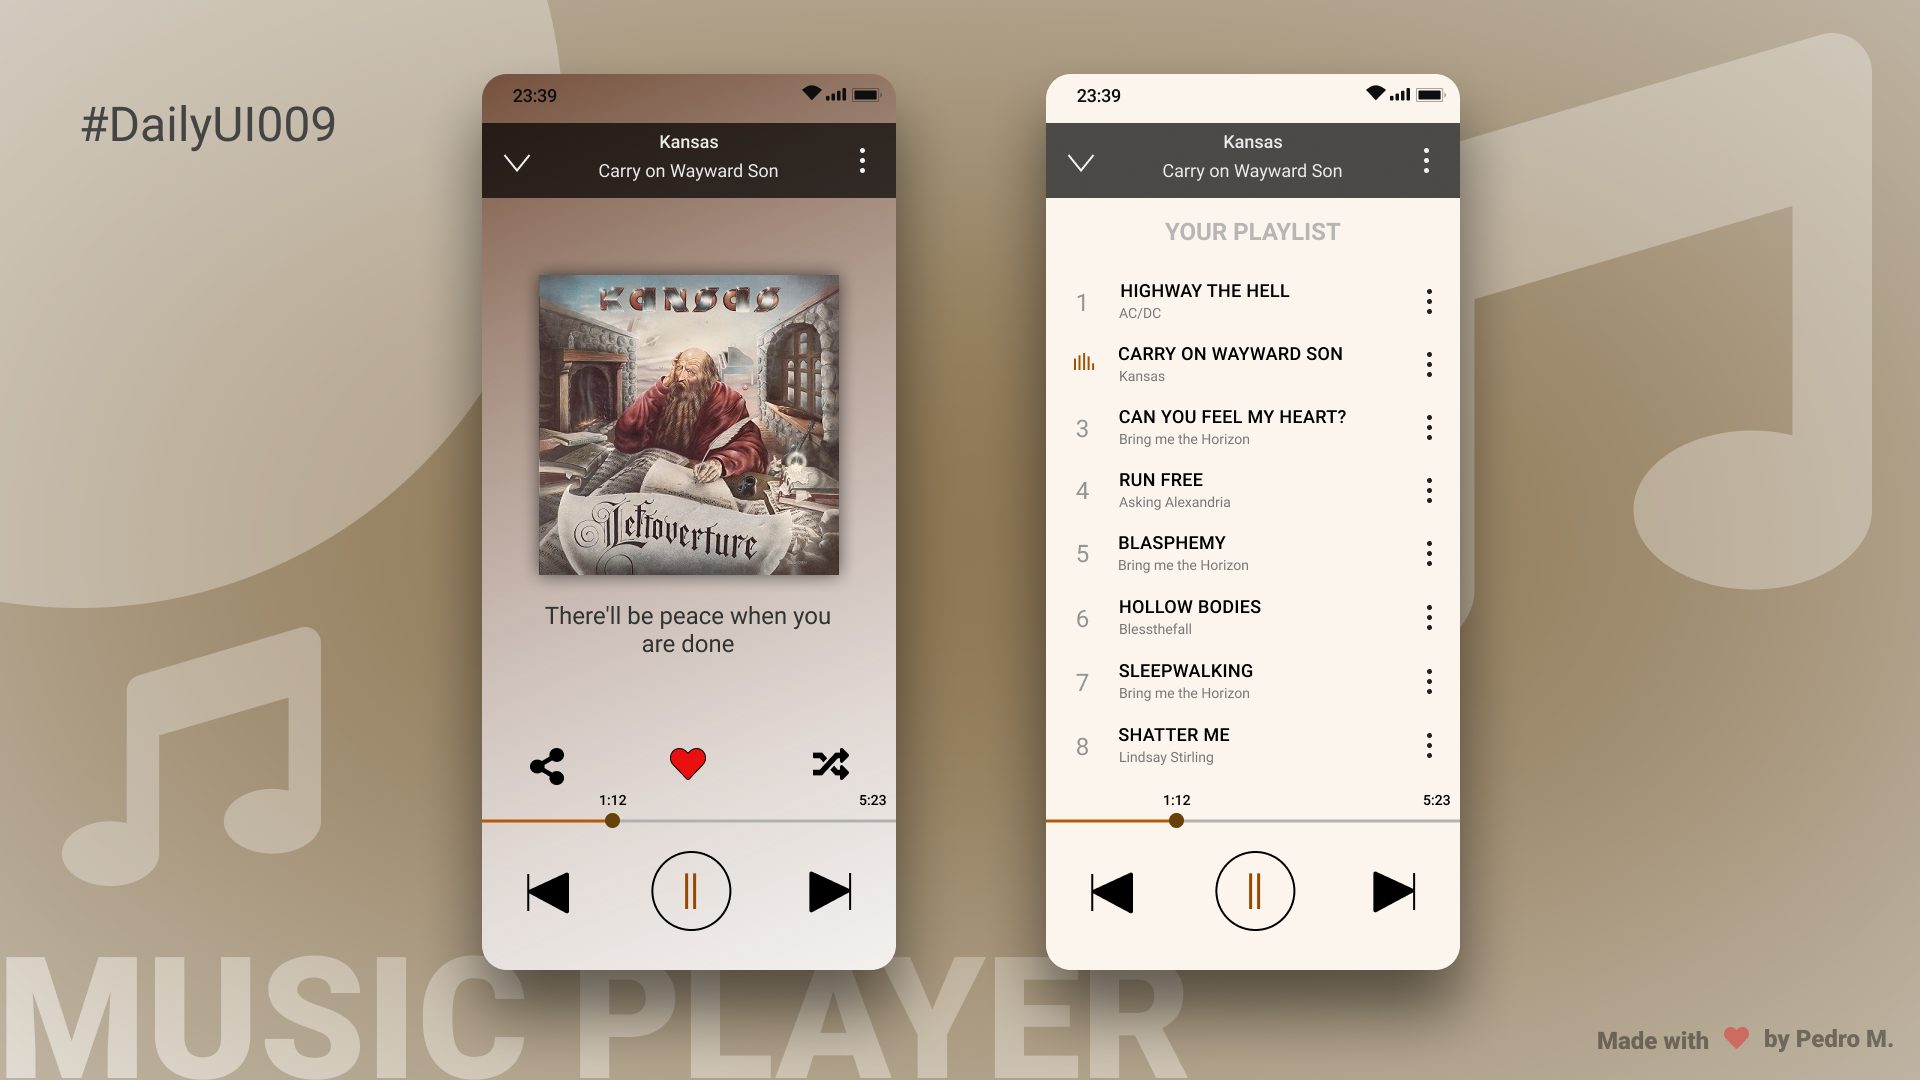 #DailyUI009
23:39
Kansas
Carry on Wayward Son
KANSAS
Leftoverture
There'll be peace when you
are done
1:12
5:23
23:39
Kansas
Carry on Wayward Son
YOUR PLAYLIST
1
HIGHWAY THE HELL
AC/DC
CARRY ON WAYWARD SON
Kansas
3
CAN YOU FEEL MY HEART?
Bring me the Horizon
4
RUN FREE
Asking Alexandria
5
BLASPHEMY
Bring me the Horizon
6
HOLLOW BODIES
Blessthefall
7
SLEEPWALKING
Bring me the Horizon
8
SHATTER ME
Lindsay Stirling
1:12
5:23
MUSIC PLAYER
Made with by Pedro M.